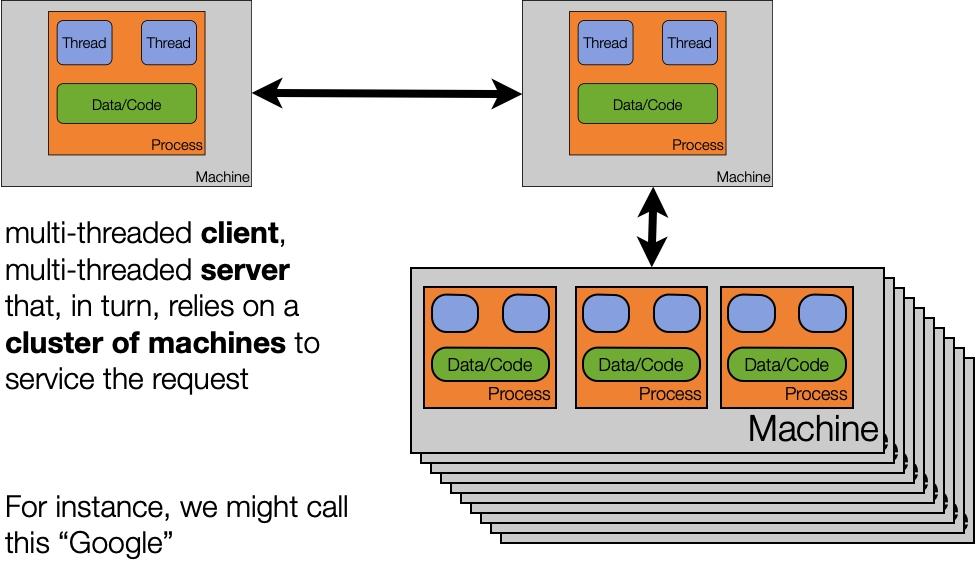 Thread
Thread
Data/Code
Process
Machine
Thread
Thread
Data/Code
Process
Machine
multi-threaded client,
multi-threaded server
that, in turn, relies on a
cluster of machines to
service the request
Data/Code
Process
Data/Code
Process
Data/Code
Process
Machine
For instance, we might call
this “Google”